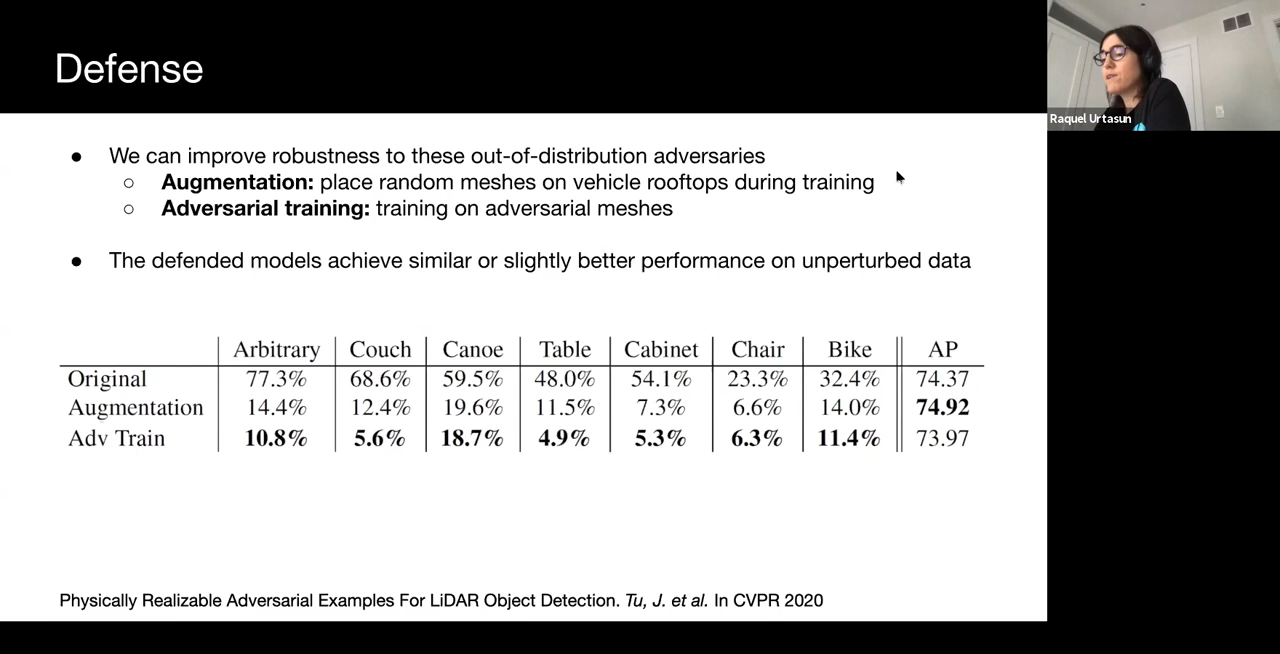 Defense
Raquel Urtasun
● We can improve robustness to these out-of-distribution adversaries
○ Augmentation: place random meshes on vehicle rooftops during training
○ Adversarial training: training on adversarial meshes
● The defended models achieve similar or slightly better performance on unperturbed data
Arbitrary Couch Canoe Table Cabinet Chair Bike AP
Original 77.3% 68.6% 59.5% 48.0% 54.1% 23.3% 32.4% 74.37
Augmentation 14.4% 12.4% 19.6% 11.5% 7.3% 6.6% 14.0% 74.92
Adv Train 10.8% 5.6% 18.7% 4.9% 5.3% 6.3% 11.4% 73.97
Physically Realizable Adversarial Examples For LiDAR Object Detection. Tu, J. et al. In CVPR 2020